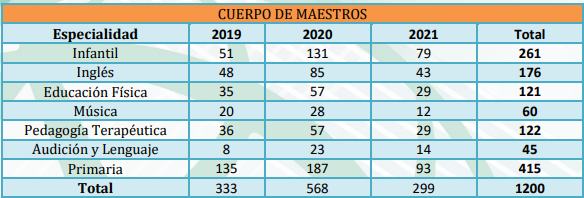 CUERPO DE MAESTROS
Especialidad 2019 2020 2021 Total
Infantil 51 131 79 261
Inglés 48 85 43 176
Educación Física 35 57 29 121
Música 20 28 12 60
Pedagogía Terapéutica 36 57 29 122
Audición y Lenguaje 8 23 14 45
Primaria 135 187 93 415
Total 333 568 299 1200